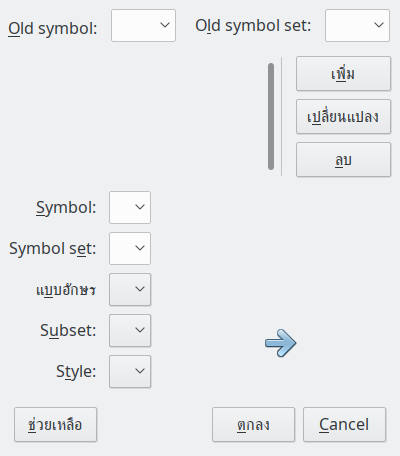 Old symbol: Old symbol set:
เพิ่ม
เปลี่ยนแปลง
ลบ
Symbol:
Symbol set:
แบบอักษร
Subset:
Style:
ช่วยเหลือ ตกลง Cancel